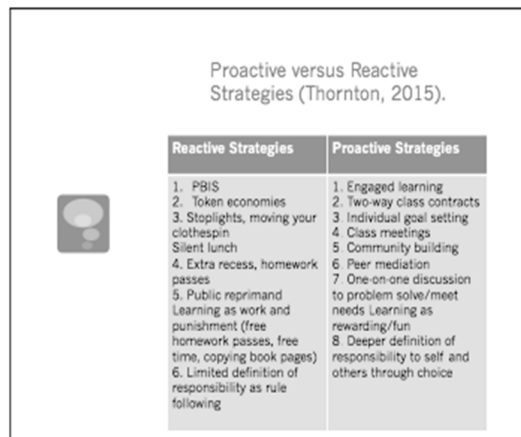 Proactive versus Reactive
Strategies (Thornton, 2015).
Reactive Strategies
1. PBIS
2. Token economies
3. Stoplights, moving your
clothespin
Silent lunch
4. Extra recess, homework
passes
5. Public reprimand
Learning as work and
punishment (free
homework passes, free
time, copying book pages)
6. Limited definition of
responsibility as rule
following
Proactive Strategies
1. Engaged learning
2. Two-way class contracts
3. Individual goal setting
4. Class meetings
5. Community building
6. Peer mediation
7. One-on-one discussion
to problem solve/meet
needs Learning as
rewarding/fun
8. Deeper definition of
responsibility to self and
others through choice